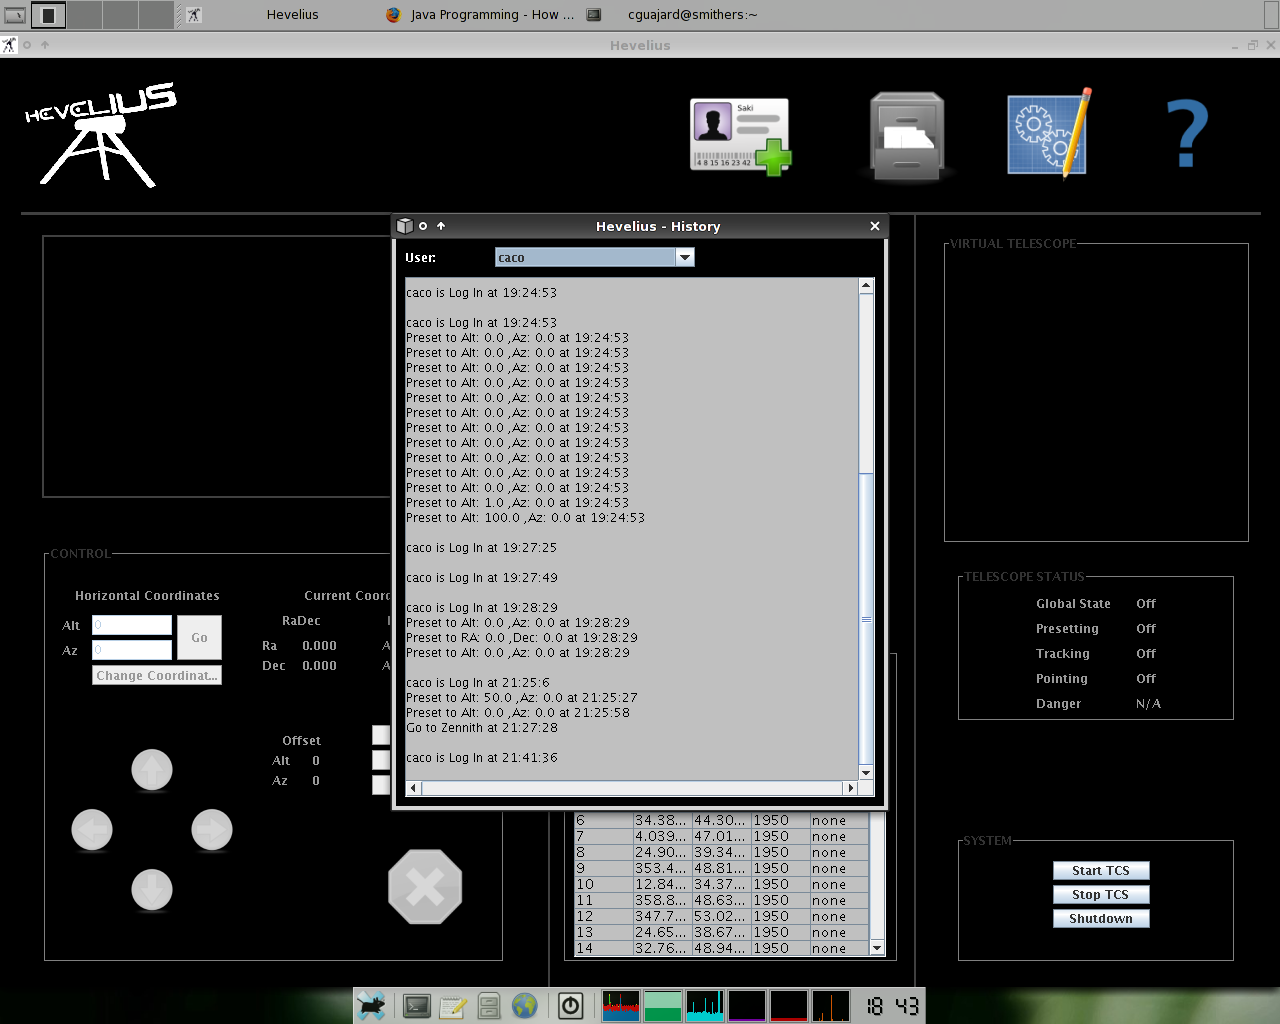 Hevelius
Java Programming - How ...
cguajard@smithers:~
Hevelius
HEVELIUS
Saki
4 8 15 16 23 42
?
Hevelius - History
User:
caco
caco is Log In at 19:24:53
caco is Log In at 19:24:53
Preset to Alt: 0.0 ,Az: 0.0 at 19:24:53
Preset to Alt: 0.0 ,Az: 0.0 at 19:24:53
Preset to Alt: 0.0 ,Az: 0.0 at 19:24:53
Preset to Alt: 0.0 ,Az: 0.0 at 19:24:53
Preset to Alt: 0.0 ,Az: 0.0 at 19:24:53
Preset to Alt: 0.0 ,Az: 0.0 at 19:24:53
Preset to Alt: 0.0 ,Az: 0.0 at 19:24:53
Preset to Alt: 0.0 ,Az: 0.0 at 19:24:53
Preset to Alt: 0.0 ,Az: 0.0 at 19:24:53
Preset to Alt: 0.0 ,Az: 0.0 at 19:24:53
Preset to Alt: 0.0 ,Az: 0.0 at 19:24:53
Preset to Alt: 1.0 ,Az: 0.0 at 19:24:53
Preset to Alt: 100.0 ,Az: 0.0 at 19:24:53
caco is Log In at 19:27:25
caco is Log In at 19:27:49
caco is Log In at 19:28:29
Preset to Alt: 0.0 ,Az: 0.0 at 19:28:29
Preset to RA: 0.0 ,Dec: 0.0 at 19:28:29
Preset to Alt: 0.0 ,Az: 0.0 at 19:28:29
caco is Log In at 21:25:6
Preset to Alt: 50.0 ,Az: 0.0 at 21:25:27
Preset to Alt: 0.0 ,Az: 0.0 at 21:25:58
Go to Zennith at 21:27:28
caco is Log In at 21:41:36
VIRTUAL TELESCOPE
CONTROL
Horizontal Coordinates
Alt 0
Az 0
Go
Change Coordinat...
Current Coord
RaDec
Ra 0.000 A
Dec 0.000 A
Offset
Alt 0
Az 0
TELESCOPE STATUS
Global State Off
Presetting Off
Tracking Off
Pointing Off
Danger N/A
6 34.38... 44.30... 1950 none
7 4.039... 47.01... 1950 none
8 24.90... 39.34... 1950 none
9 353.4... 48.81... 1950 none
10 12.84... 34.37... 1950 none
11 358.8... 48.63... 1950 none
12 347.7... 53.02... 1950 none
13 24.65... 38.67... 1950 none
14 32.76... 48.94... 1950 none
SYSTEM
Start TCS
Stop TCS
Shutdown
18 43